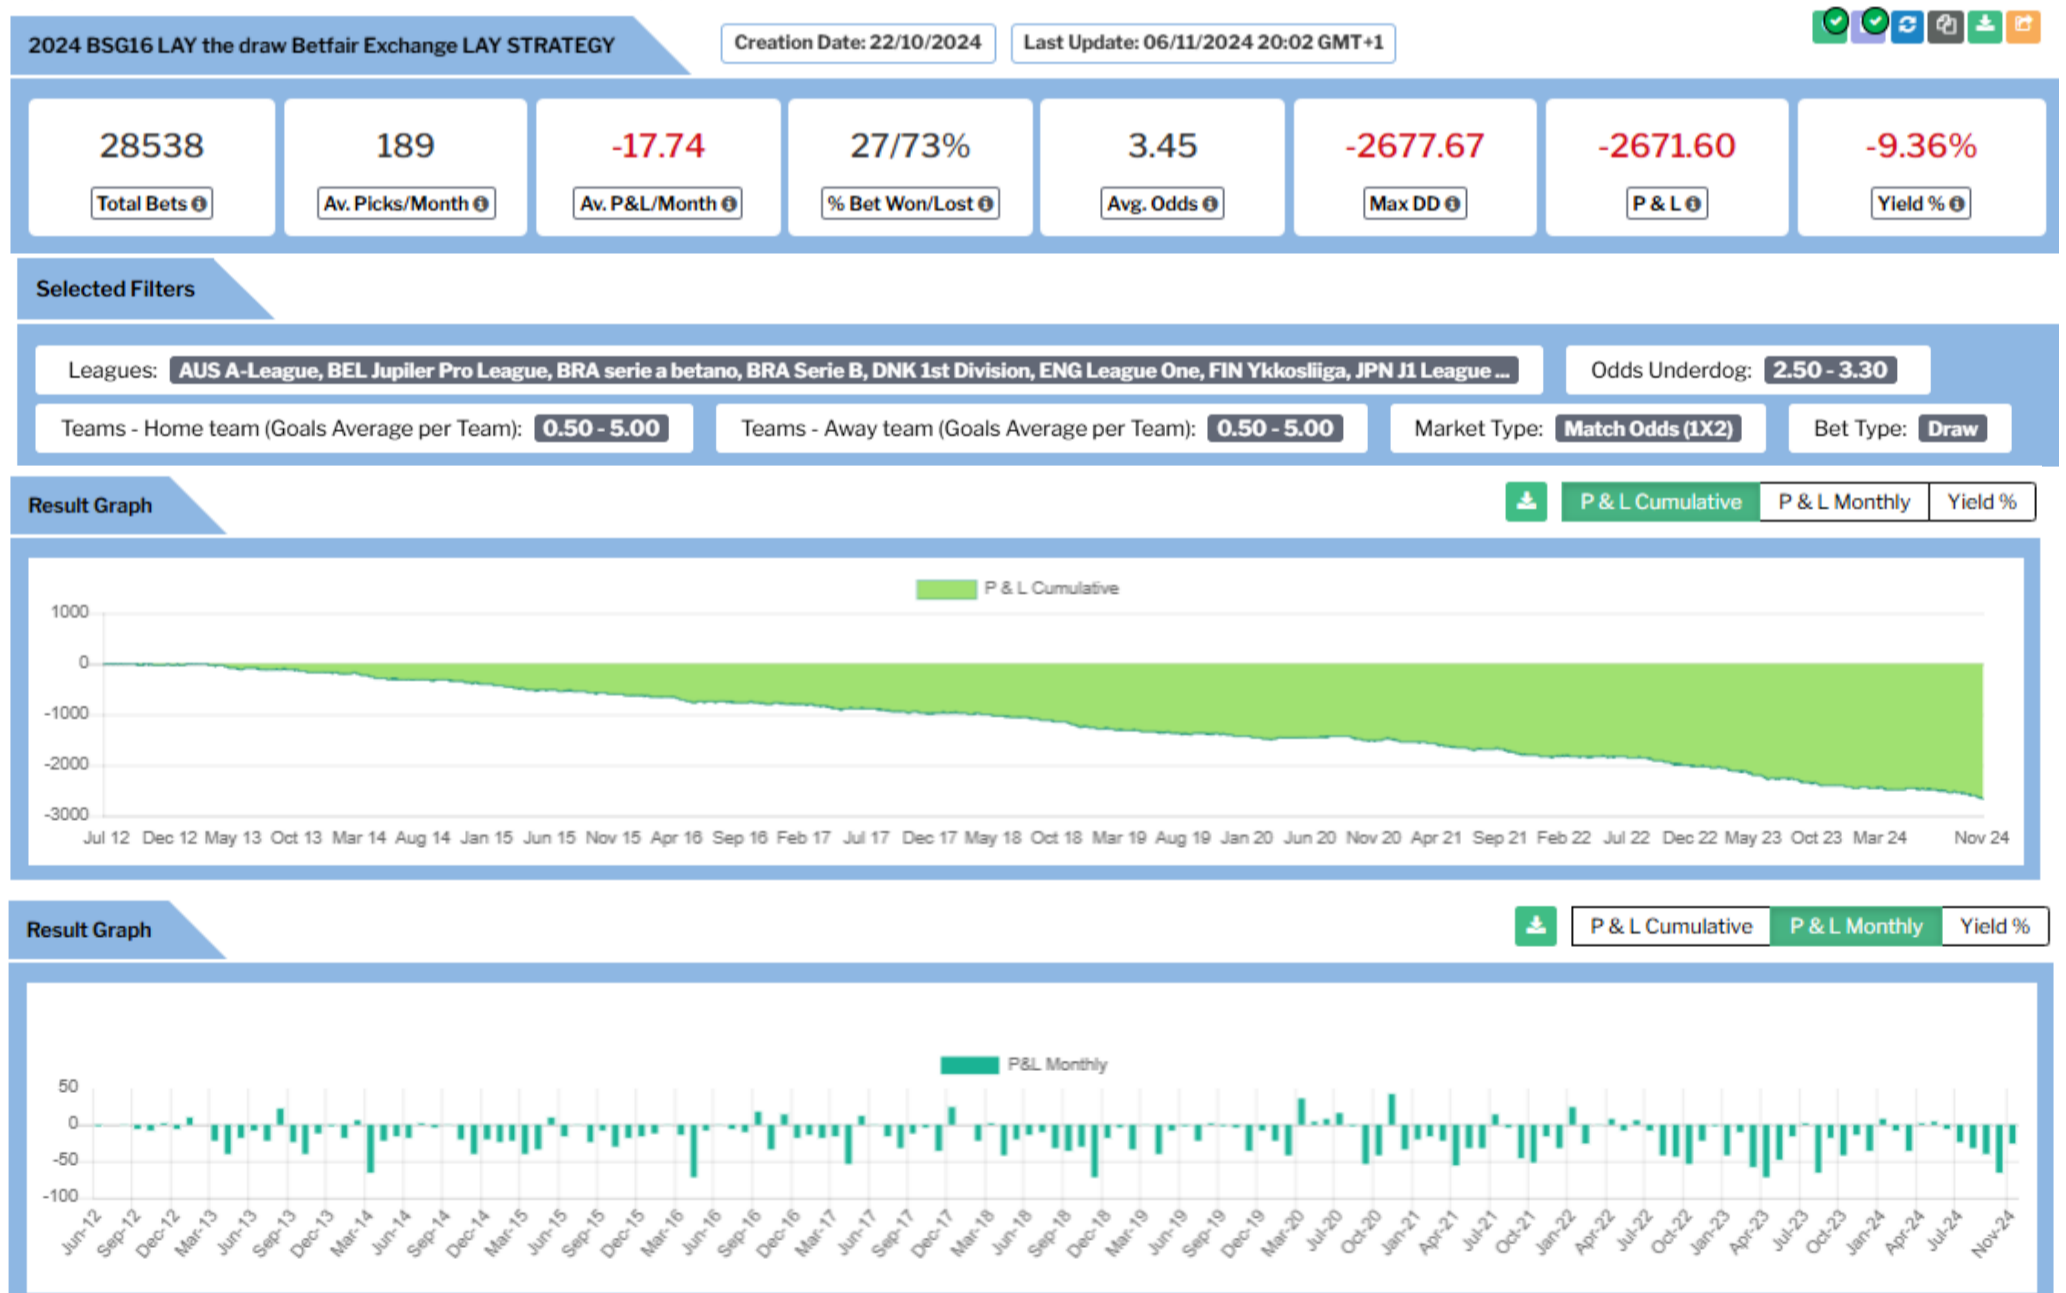 2024 BSG16 LAY the draw Betfair Exchange LAY STRATEGY
Creation Date: 22/10/2024
Last Update: 06/11/2024 20:02 GMT+1
28538 189 -17.74 27/73% 3.45 -2677.67 -2671.60 -9.36%
Total Bets Av. Picks/Month Av. P&L/Month % Bet Won/Lost Avg. Odds Max DD P & L Yield %
Selected Filters
Leagues: AUS A-League, BEL Jupiler Pro League, BRA serie a betano, BRA Serie B, DNK 1st Division, ENG League One, FIN Ykkosliiga, JPN J1 League ... Odds Underdog: 2.50 - 3.30
Teams - Home team (Goals Average per Team): 0.50 - 5.00 Teams - Away team (Goals Average per Team): 0.50 - 5.00 Market Type: Match Odds (1X2) Bet Type: Draw
Result Graph
P & L Cumulative P & L Monthly Yield %
P & L Cumulative
1000
0
-1000
-2000
-3000
Jul 12 Dec 12 May 13 Oct 13 Mar 14 Aug 14 Jan 15 Jun 15 Nov 15 Apr 16 Sep 16 Feb 17 Jul 17 Dec 17 May 18 Oct 18 Mar 19 Aug 19 Jan 20 Jun 20 Nov 20 Apr 21 Sep 21 Feb 22 Jul 22 Dec 22 May 23 Oct 23 Mar 24 Nov 24
Result Graph
P & L Cumulative P & L Monthly Yield %
P&L Monthly
50
0
-50
-100
Jun-12 Sep-12 Dec-12 Mar-13 Jun-13 Sep-13 Dec-13 Mar-14 Jun-14 Sep-14 Dec-14 Mar-15 Jun-15 Sep-15 Dec-15 Mar-16 Jun-16 Sep-16 Dec-16 Mar-17 Jun-17 Sep-17 Dec-17 Mar-18 Jun-18 Sep-18 Dec-18 Mar-19 Jun-19 Sep-19 Dec-19 Mar-20 Jul-20 Oct-20 Jan-21 Apr-21 Jul-21 Oct-21 Jan-22 Apr-22 Jul-22 Oct-22 Jan-23 Apr-23 Jul-23 Oct-23 Jan-24 Apr-24 Jul-24 Nov-24